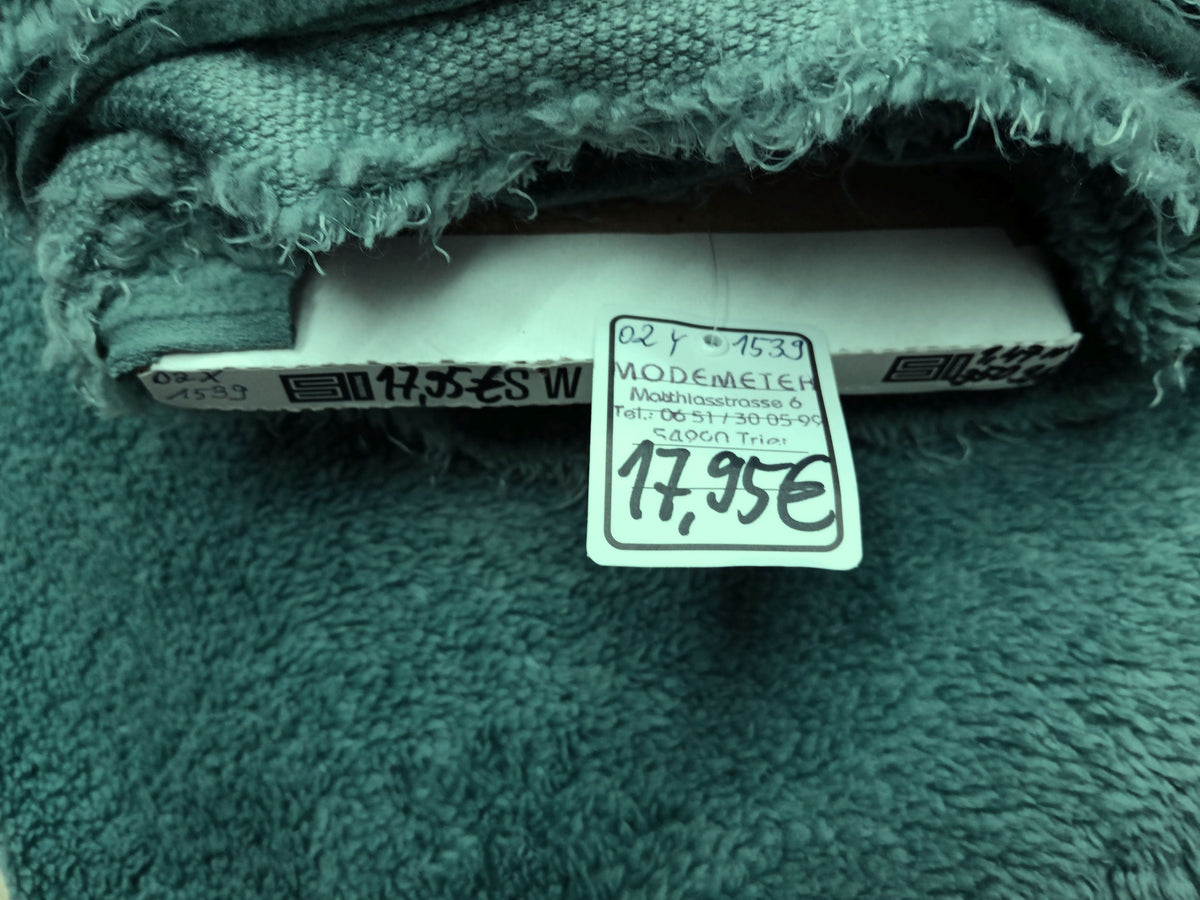 02 Y 1539
MODEMETER
Matthiasstrasse 6
Tel.: 06 51 / 30 05 99
54290 Trier
17,95€
02 X
1539
17,95€ SW